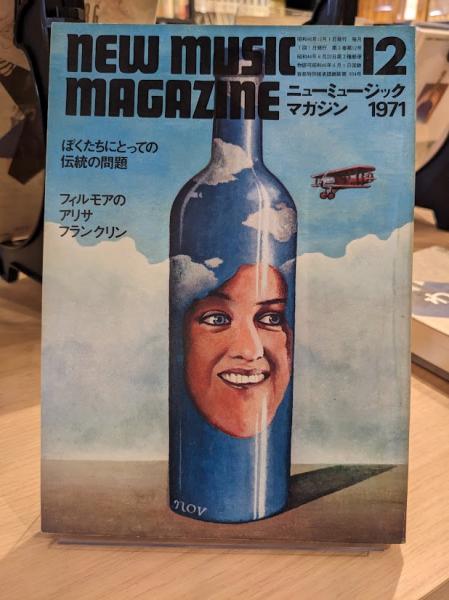 NEW MUSIC MAGAZINE
12
ニューミュージック
マガジン 1971
ぼくたちにとっての
伝統の問題
フィルモアの
アリサ
フランクリン
nov